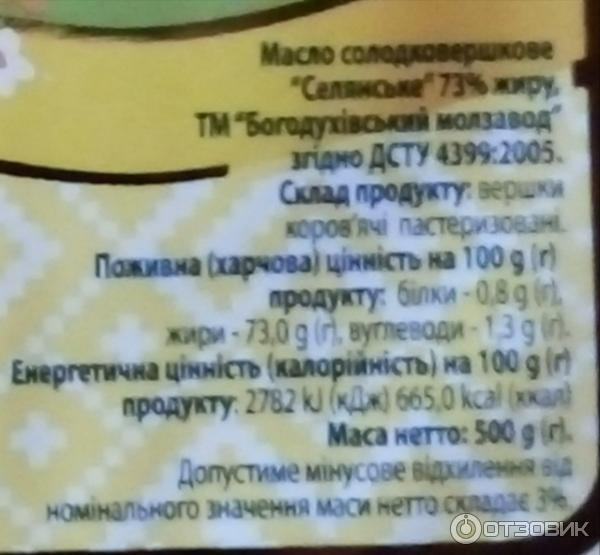 Масло солодковершкове
"Селянське" 73% жиру,
ТМ "Богодухівський молзавод"
згідно ДСТУ 4399:2005.
Склад продукту: вершки
коров'ячі пастеризовані.
Поживна (харчова) цінність на 100 g (г)
продукту: білки - 0,8 g (г),
жири - 73,0 g (г), вуглеводи - 1,3 g (г).
Енергетична цінність (калорійність) на 100 g (г)
продукту: 2782 kJ (кДж) 665,0 kcal (ккал)
Маса нетто: 500 g (г).
Допустиме мінусове відхилення від
номінального значення маси нетто складає 3%
ОТЗОВИК